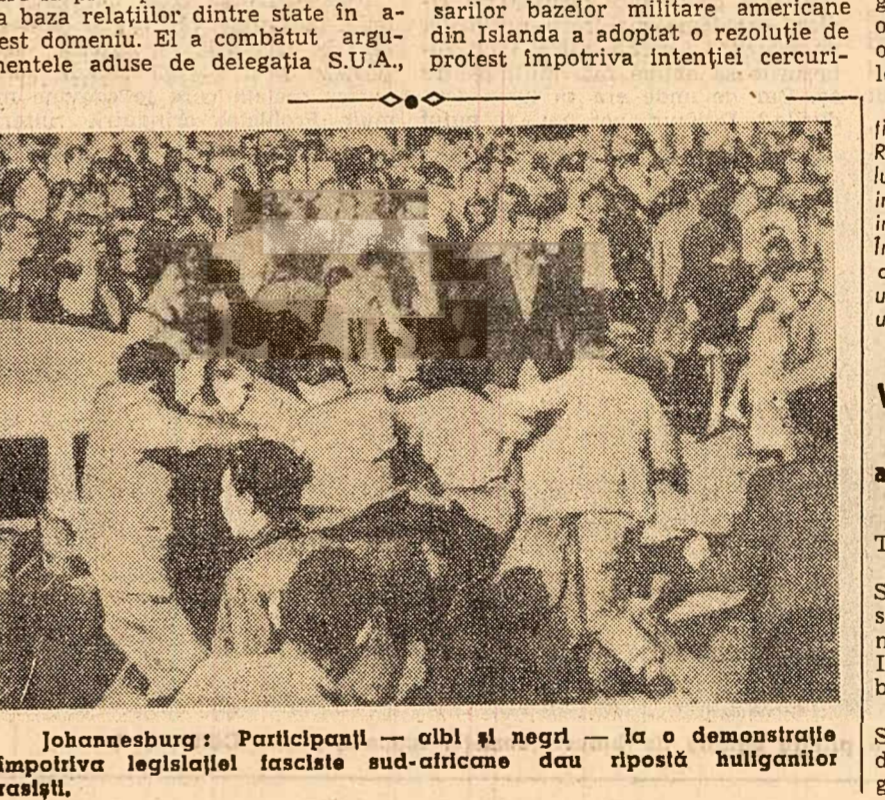 a baza relațiilor dintre state în a-
est domeniu. El a combătut argu-
mentele aduse de delegația S.U.A.,
sarilor bazelor militare americane
din Islanda a adoptat o rezoluție de
protest împotriva intenției cercuri-
Johannesburg : Participanți — albi și negri — la o demonstrație
împotriva legislației fasciste sud-africane dau ripostă huliganilor
rasiști.